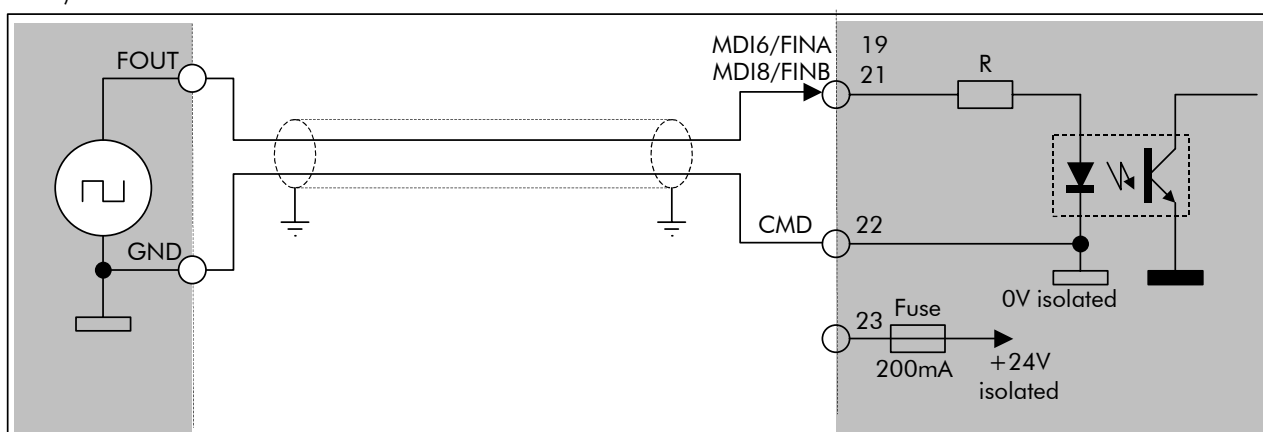 FOUT
MDI6/FINA 19
MDI8/FINB 21
R
GND
CMD 22
0V isolated
23 Fuse
200mA +24V
isolated